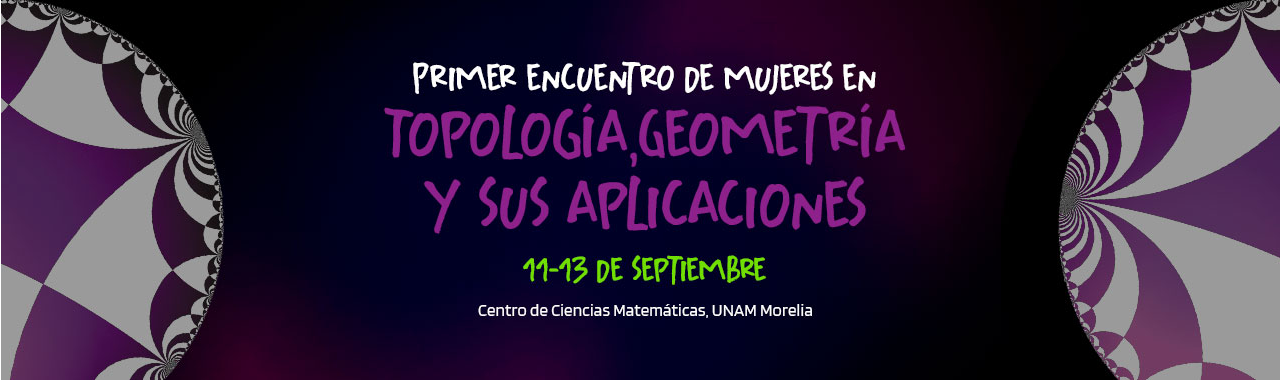 PRIMER ENCUENTRO DE MUJERES EN
TOPOLOGÍA, GEOMETRÍA
Y SUS APLICACIONES
11-13 DE SEPTIEMBRE
Centro de Ciencias Matemáticas, UNAM Morelia